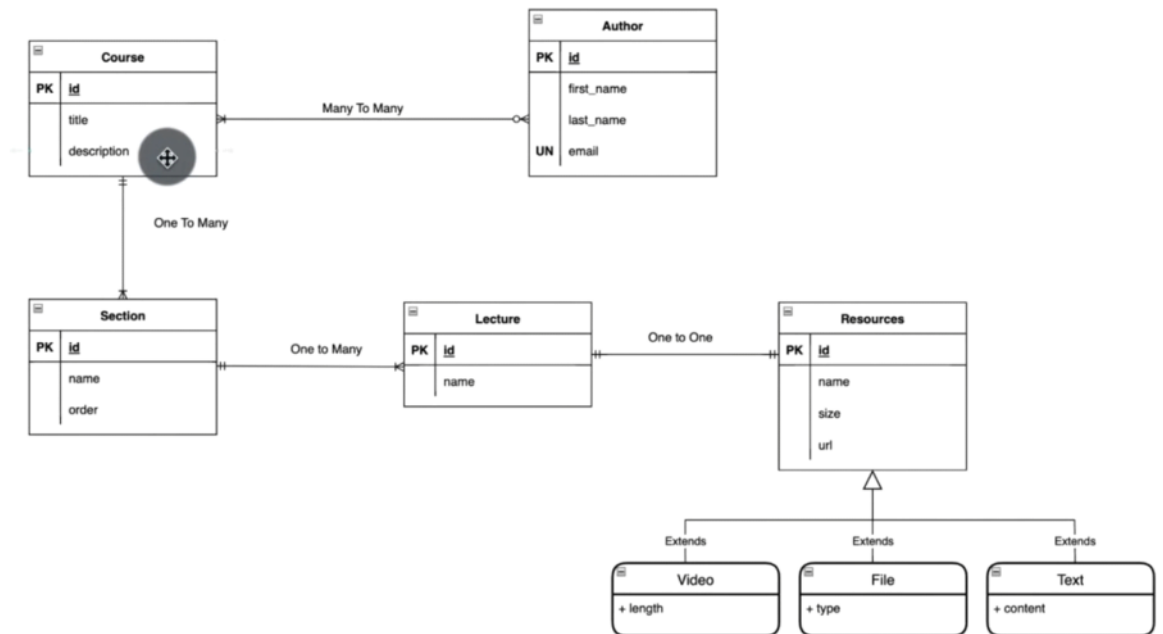 Course
PK id
title
description
Many To Many
Author
PK id
first_name
last_name
UN email
One To Many
Section
PK id
name
order
One to Many
Lecture
PK id
name
One to One
Resources
PK id
name
size
url
Extends
Extends
Extends
Video
+ length
File
+ type
Text
+ content